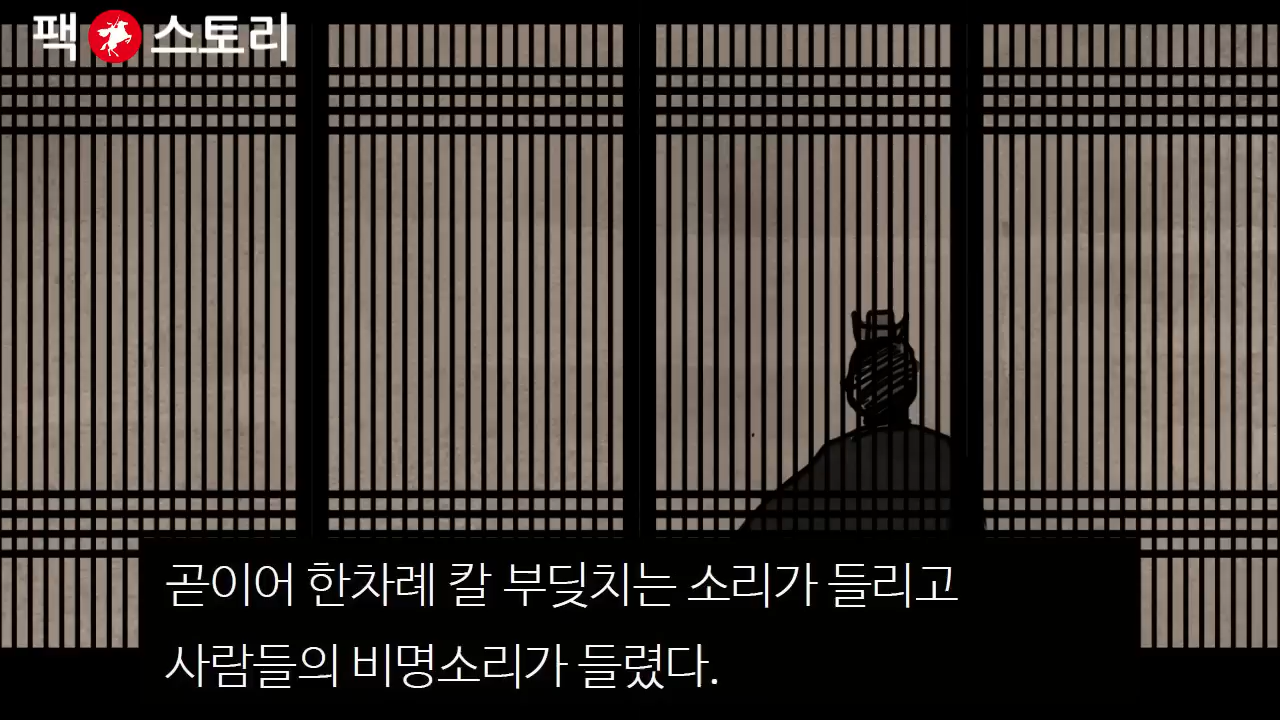 팩 스토리
곧이어 한차례 칼 부딪치는 소리가 들리고
사람들의 비명소리가 들렸다.